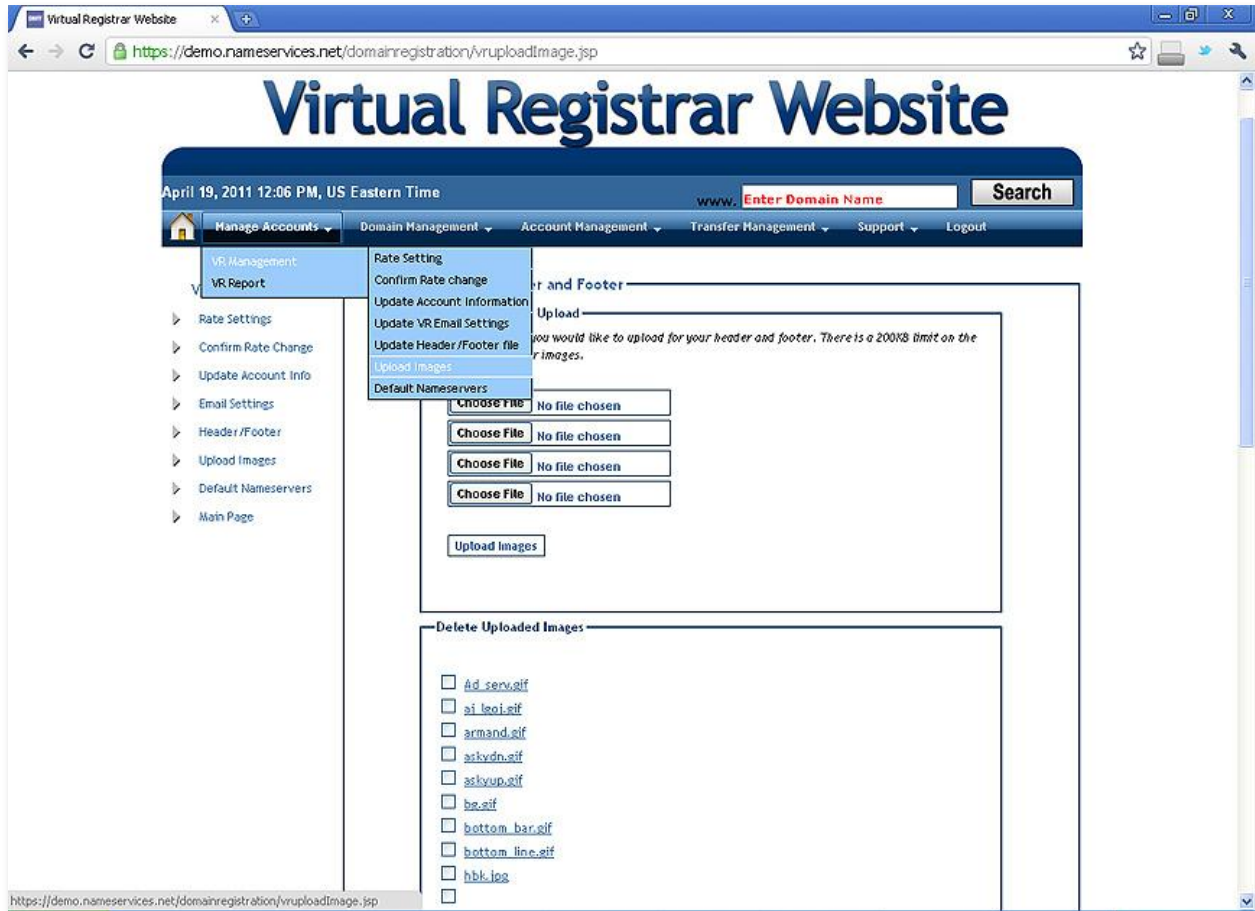 Virtual Registrar Website
https://demo.nameservices.net/domainregistration/vruploadImage.jsp
Virtual Registrar Website
April 19, 2011 12:06 PM, US Eastern Time
www. Enter Domain Name Search
Manage Accounts Domain Management Account Management Transfer Management Support Logout
VR Management
VR Report
Rate Setting
Confirm Rate change
Update Account Information
Update VR Email Settings
Update Header/Footer file
Upload Images
Default Nameservers
V
Rate Settings
Confirm Rate Change
Update Account Info
Email Settings
Header/Footer
Upload Images
Default Nameservers
Main Page
r and Footer
Upload
you would like to upload for your header and footer. There is a 200KB limit on the
r images.
Choose File No file chosen
Choose File No file chosen
Choose File No file chosen
Choose File No file chosen
Upload Images
Delete Uploaded Images
Ad_serv.gif
armand.gif
askydn.gif
askyup.gif
bg.gif
bottom_bar.gif
bottom_line.gif
hbk.jpg
https://demo.nameservices.net/domainregistration/vruploadImage.jsp